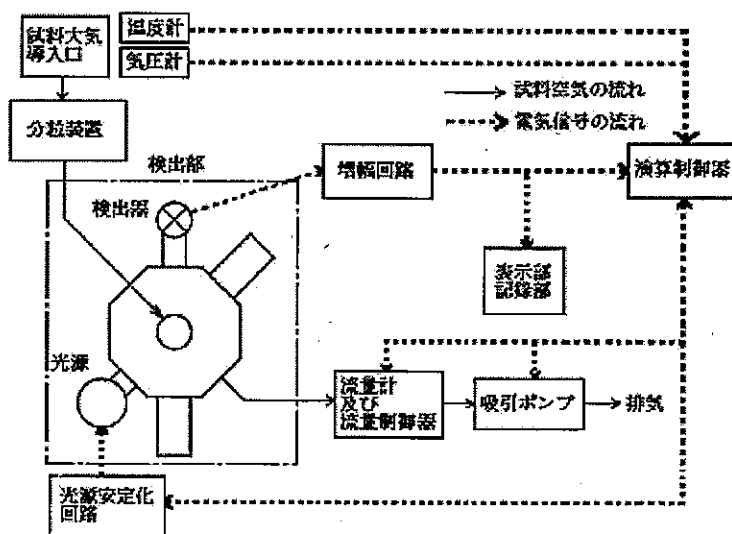 試料大気
導入口
温度計
気圧計
試料空気の流れ
電気信号の流れ
分粒装置
検出部
増幅回路
演算制御器
検出器
表示部
記録部
光源
流量計
及び
流量制御器
吸引ポンプ
排気
光源安定化
回路